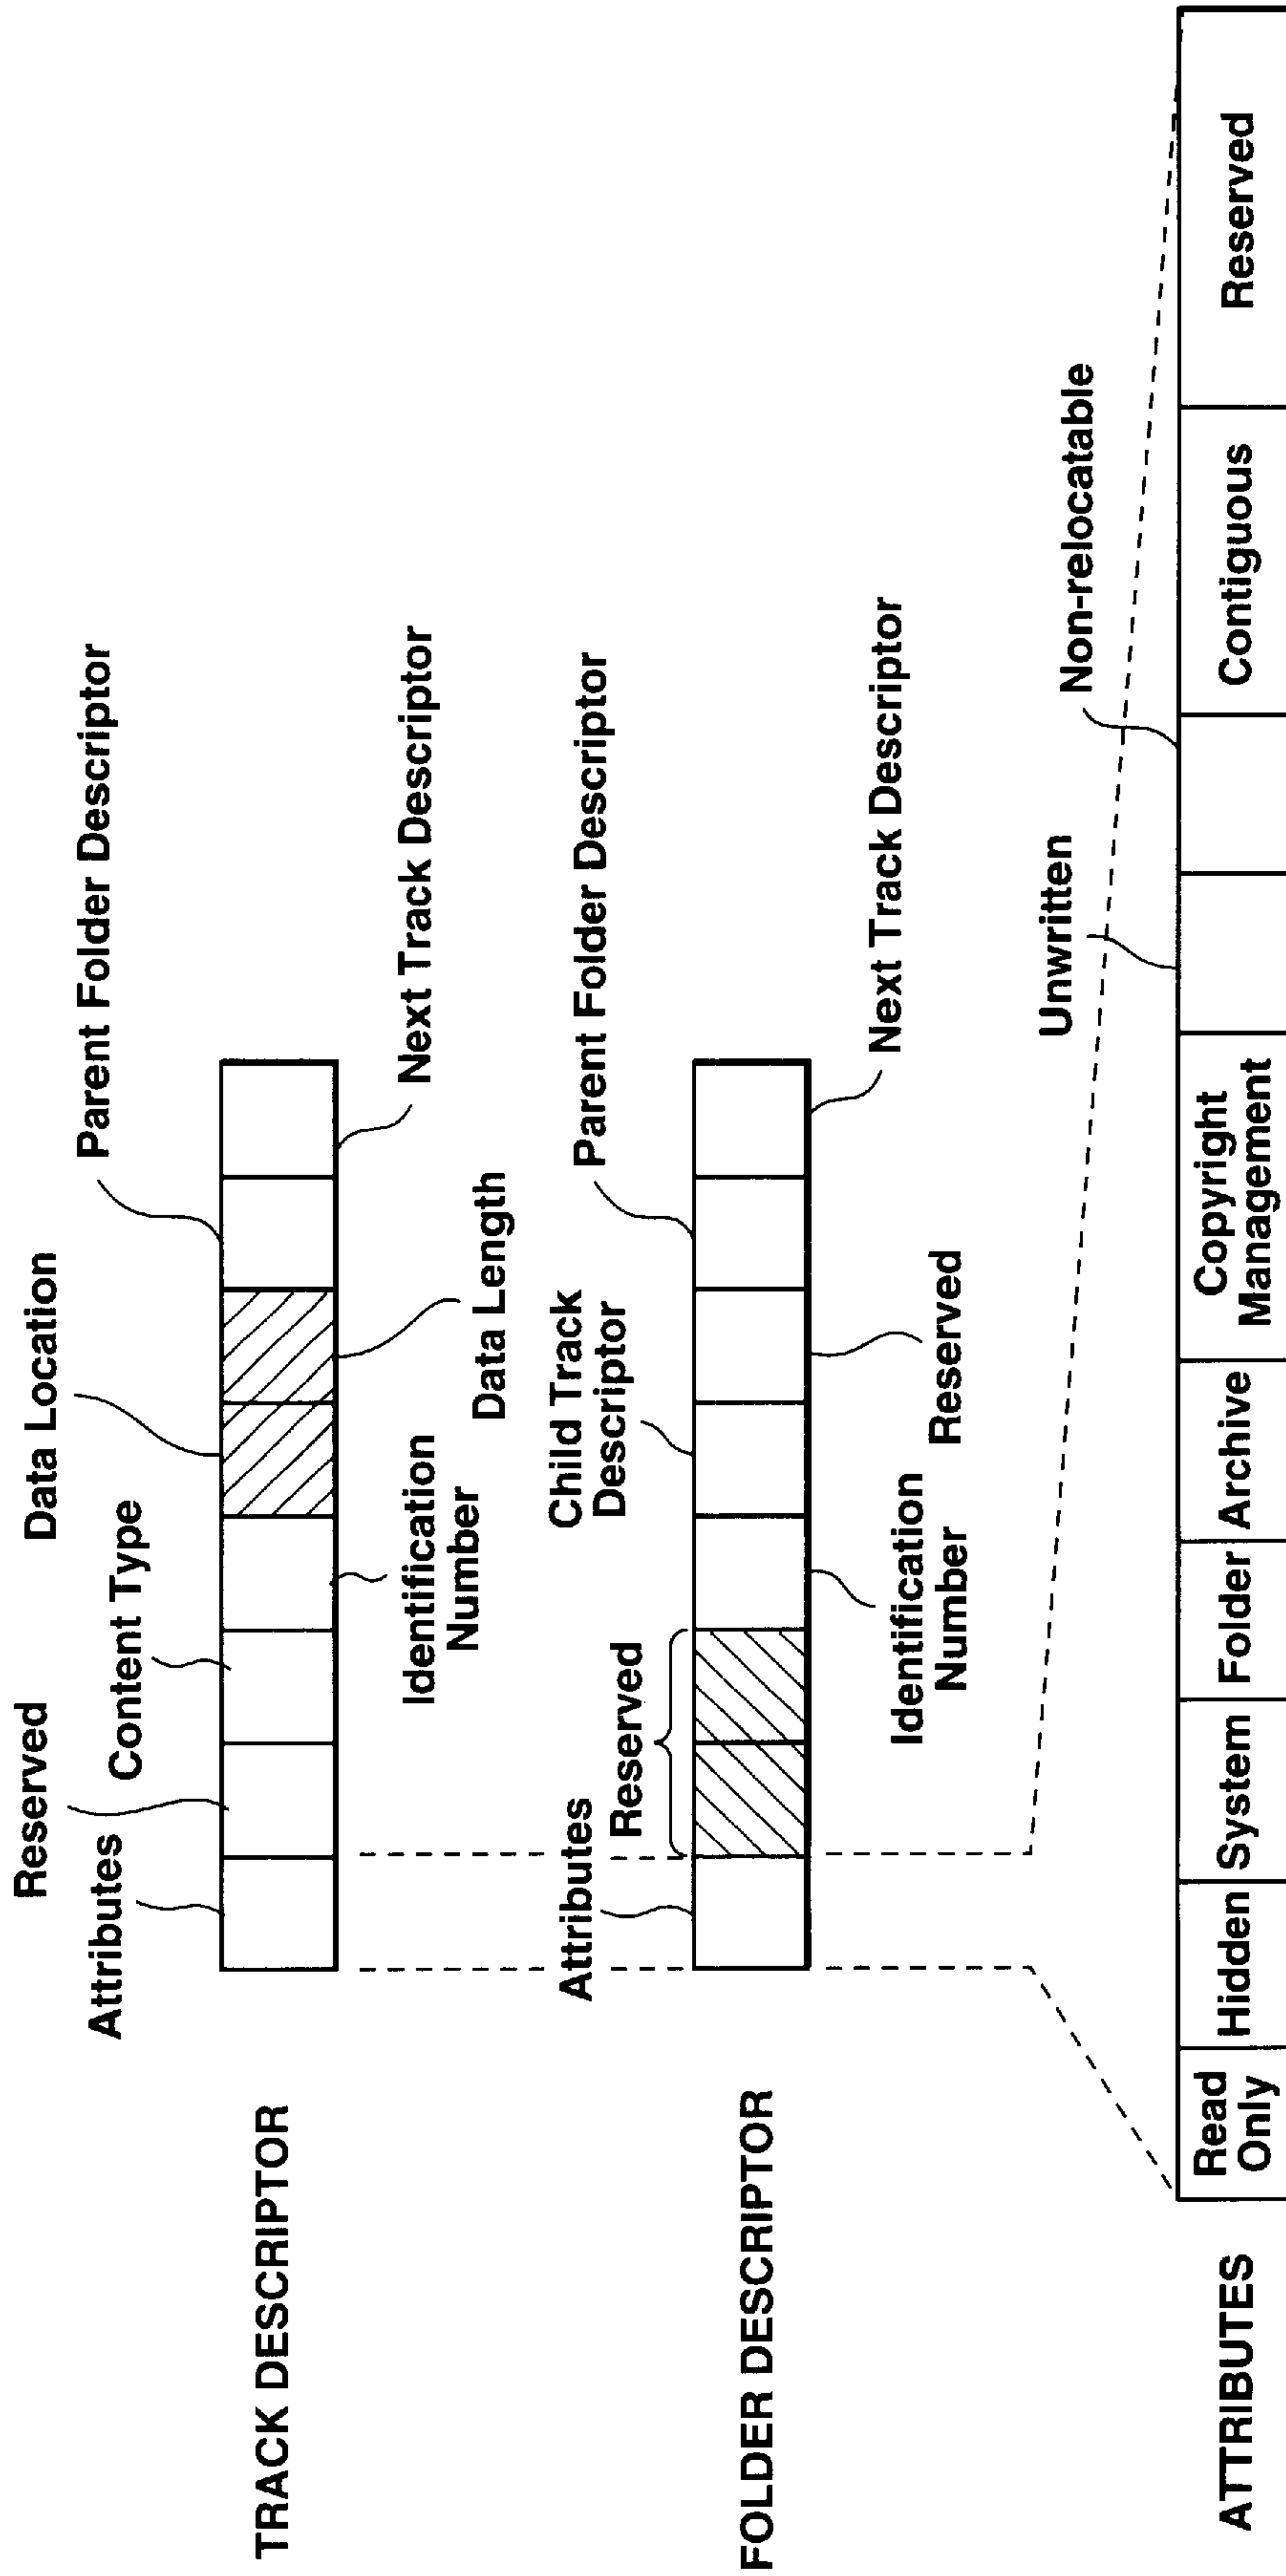 TRACK DESCRIPTOR
Attributes
Reserved
Content Type
Data Location
Parent Folder Descriptor
Identification
Number
Data Length
Next Track Descriptor
FOLDER DESCRIPTOR
Attributes
Reserved
Child Track
Descriptor
Parent Folder Descriptor
Identification
Number
Reserved
Next Track Descriptor
Unwritten
Non-relocatable
ATTRIBUTES
Read
Only
Hidden
System
Folder
Archive
Copyright
Management
Contiguous
Reserved